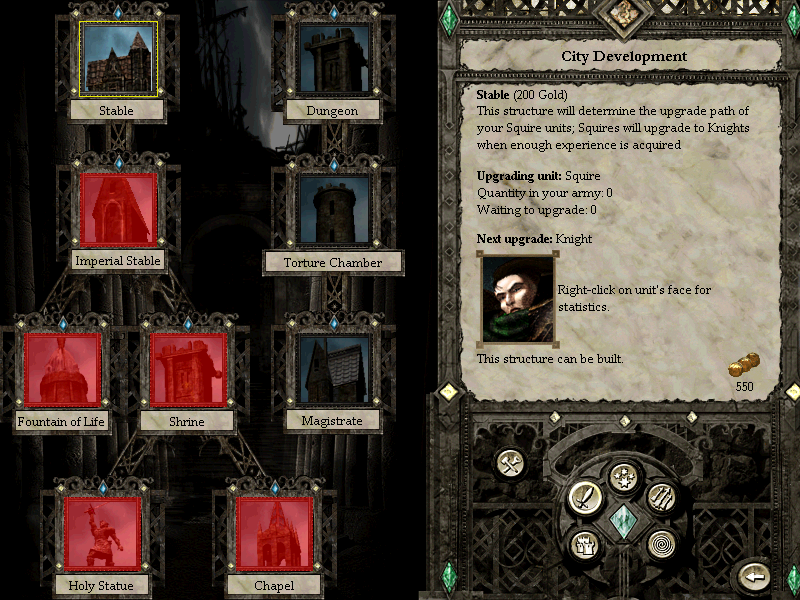 Stable
Dungeon
Imperial Stable
Torture Chamber
Fountain of Life
Shrine
Magistrate
Holy Statue
Chapel
City Development
Stable (200 Gold)
This structure will determine the upgrade path of
your Squire units; Squires will upgrade to Knights
when enough experience is acquired
Upgrading unit: Squire
Quantity in your army: 0
Waiting to upgrade: 0
Next upgrade: Knight
Right-click on unit's face for
statistics.
This structure can be built.
550